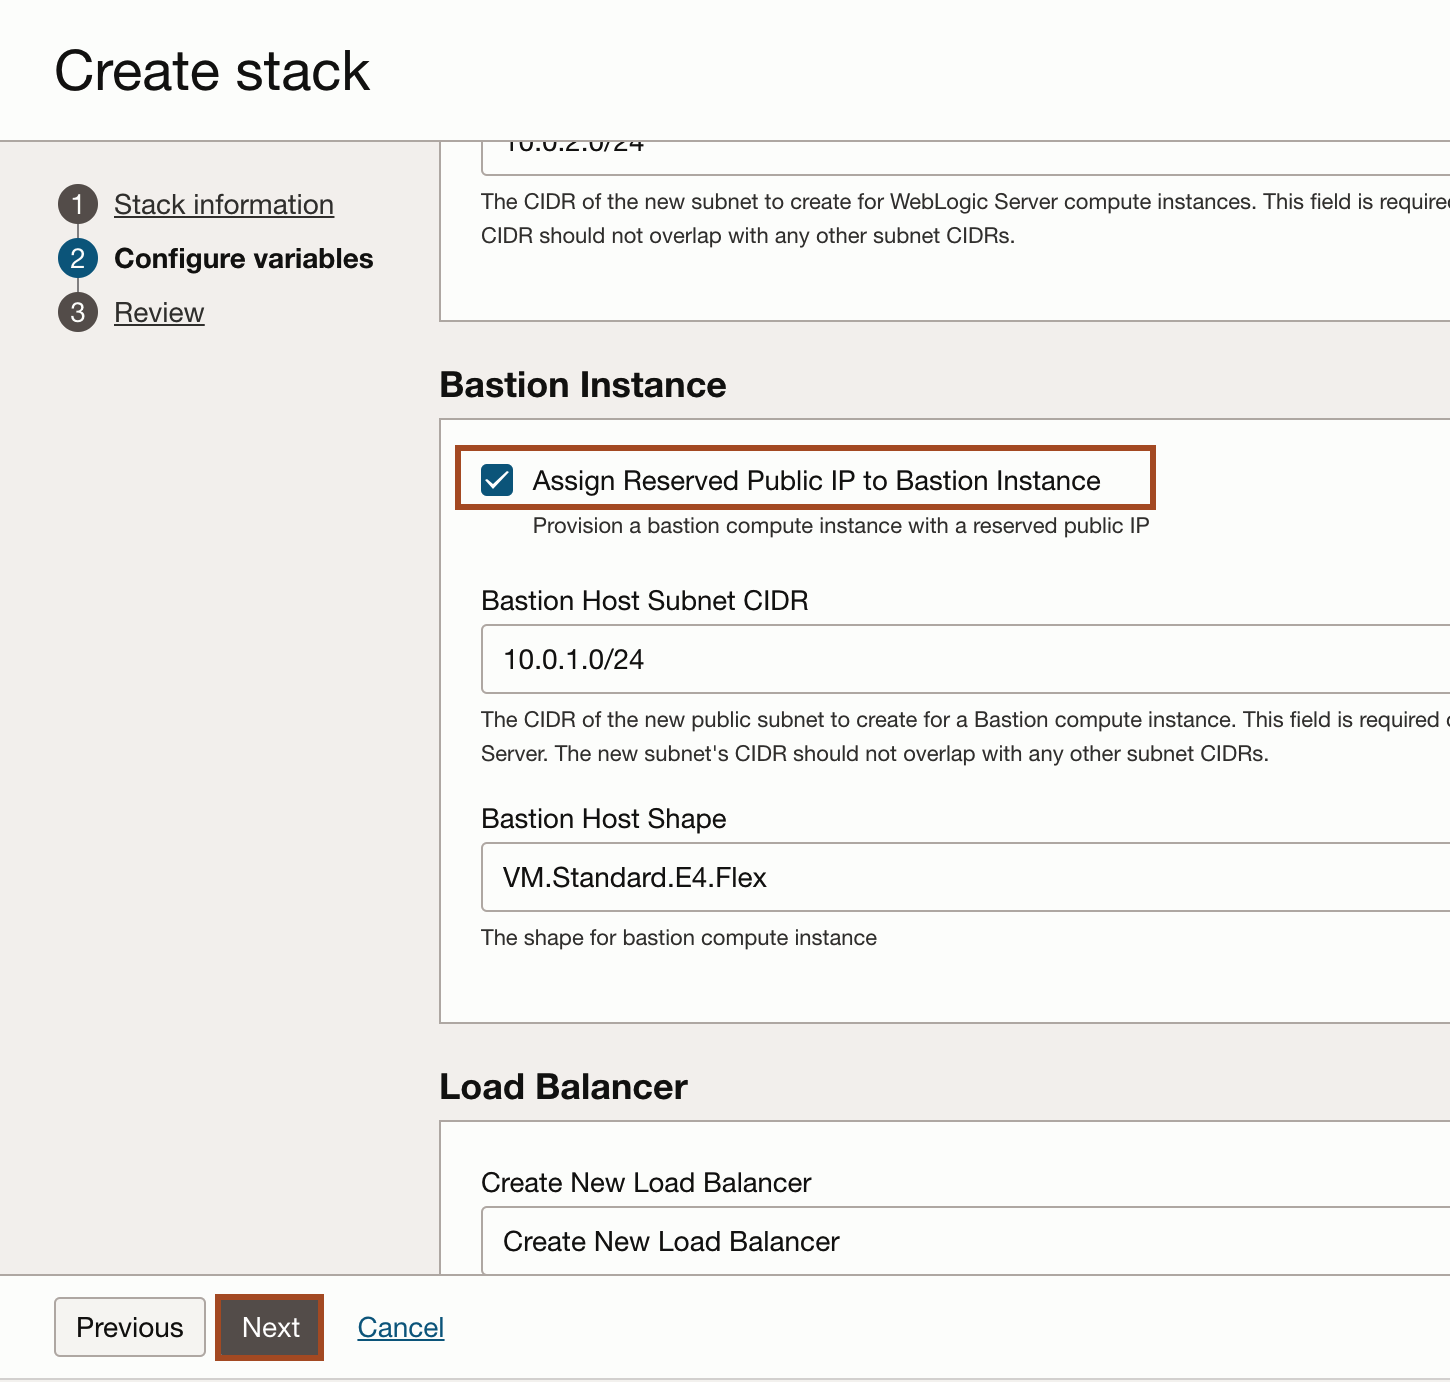 Create stack
1 Stack information
2 Configure variables
3 Review
10.0.2.0/24
The CIDR of the new subnet to create for WebLogic Server compute instances. This field is
CIDR should not overlap with any other subnet CIDRs.
Bastion Instance
Assign Reserved Public IP to Bastion Instance
Provision a bastion compute instance with a reserved public IP
Bastion Host Subnet CIDR
10.0.1.0/24
The CIDR of the new public subnet to create for a Bastion compute instance. This field is required
Server. The new subnet's CIDR should not overlap with any other subnet CIDRs.
Bastion Host Shape
VM.Standard.E4.Flex
The shape for bastion compute instance
Load Balancer
Create New Load Balancer
Create New Load Balancer
Previous Next Cancel